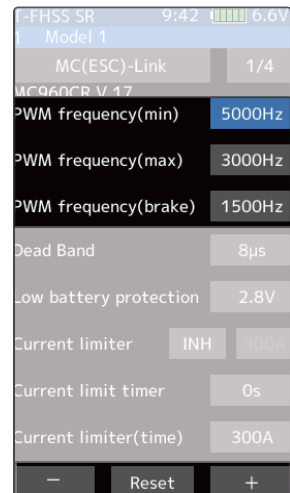 T-FHSS SR 9:42 6.6V
1 Model 1
MC(ESC)-Link 1/4
MC960CR V 17
PWM frequency(min) 5000Hz
PWM frequency(max) 3000Hz
PWM frequency(brake) 1500Hz
Dead Band 8μs
Low battery protection 2.8V
Current limiter INH 300A
Current limit timer 0s
Current limiter(time) 300A
− Reset +